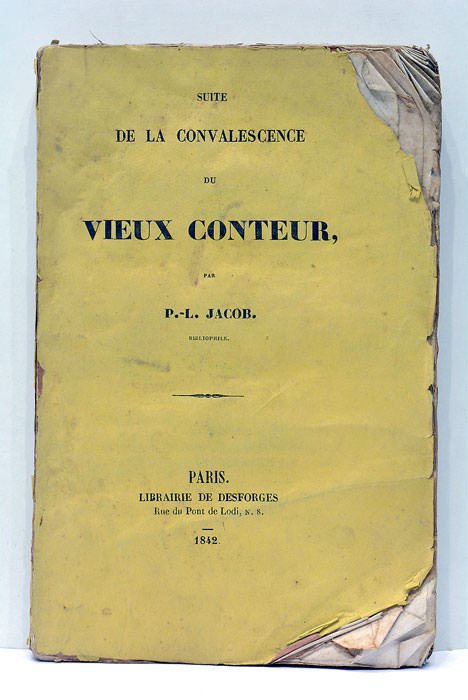 SUITE
DE LA CONVALESCENCE
DU
VIEUX CONTEUR,
PAR
P.-L. JACOB.
BIBLIOPHILE.
PARIS.
LIBRAIRIE DE DESFORGES
Rue du Pont de Lodi, N. 8.
1842.